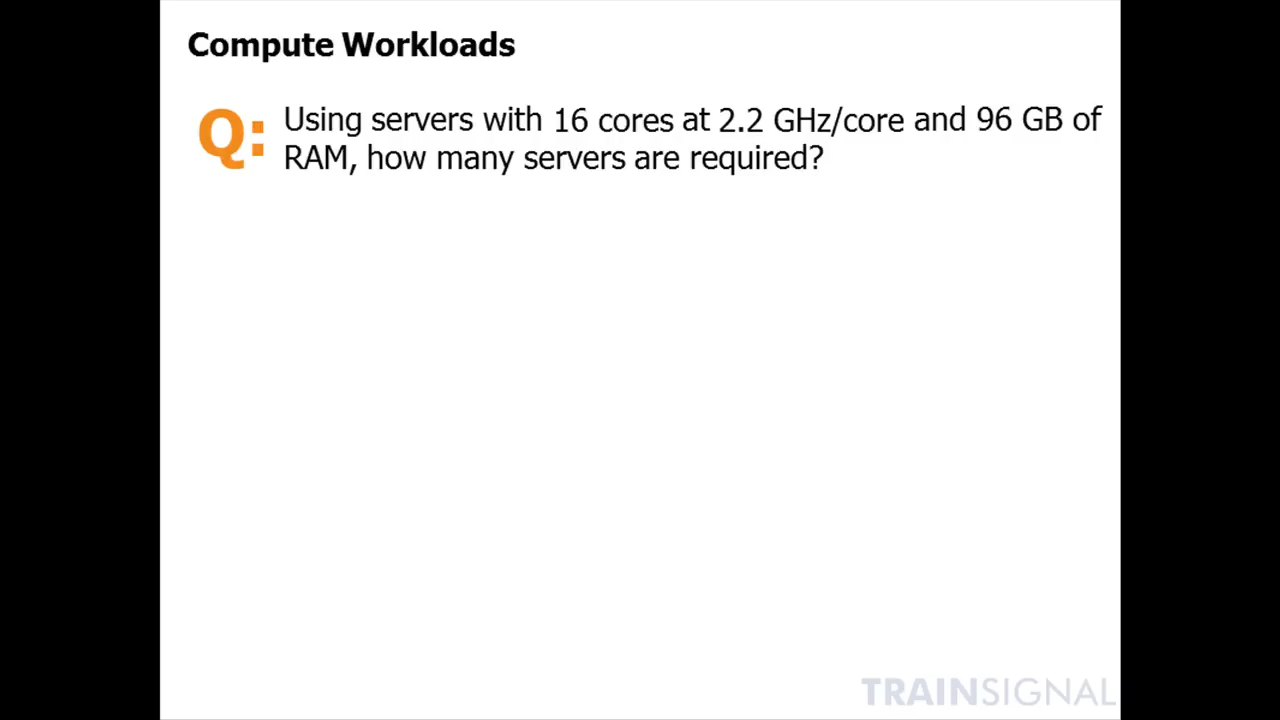 Compute Workloads
Q: Using servers with 16 cores at 2.2 GHz/core and 96 GB of
RAM, how many servers are required?
TRAINSIGNAL